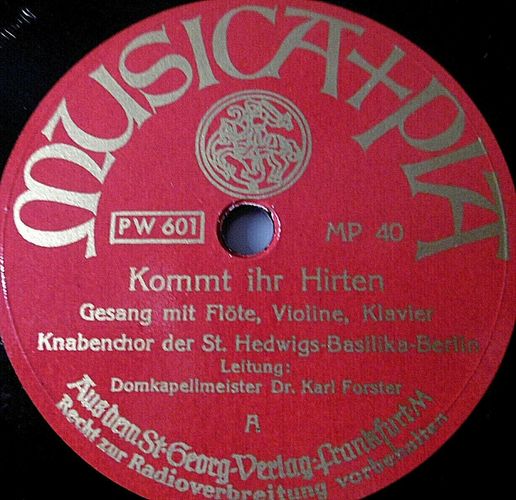 MUSICA+PIA
PW 601
MP 40
Kommt ihr Hirten
Gesang mit Flöte, Violine, Klavier
Knabenchor der St. Hedwigs-Basilika-Berlin
Leitung:
Domkapellmeister Dr. Karl Forster
A
Aus dem St-Georg-Verlag-Frankfurt/M
Recht zur Radioverbreitung vorbehalten